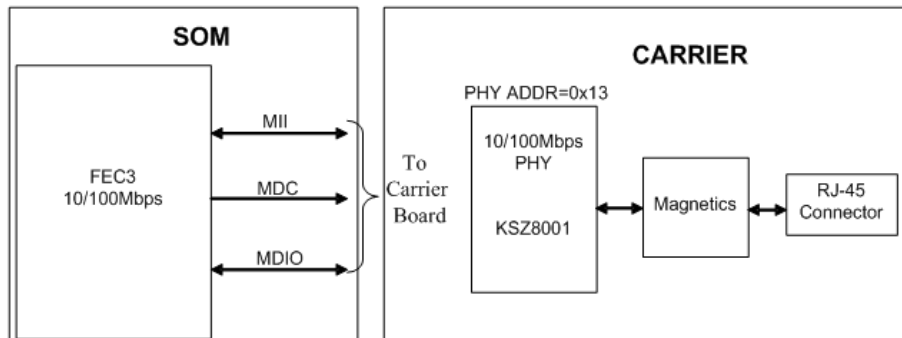 SOM
FEC3
10/100Mbps
MII
MDC
MDIO
To
Carrier
Board
CARRIER
PHY ADDR=0x13
10/100Mbps
PHY
KSZ8001
Magnetics
RJ-45
Connector